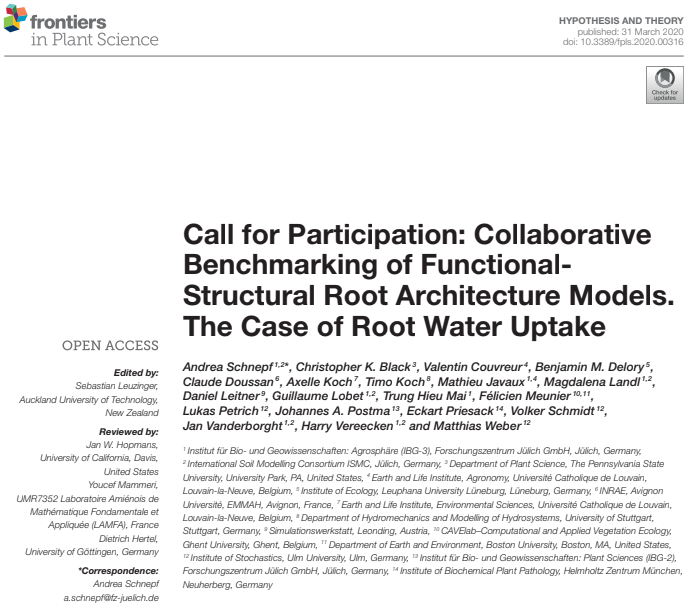 frontiers
in Plant Science
HYPOTHESIS AND THEORY
published: 31 March 2020
doi: 10.3389/fpls.2020.00316
Check for
updates
Call for Participation: Collaborative
Benchmarking of Functional-
Structural Root Architecture Models.
The Case of Root Water Uptake
OPEN ACCESS
Edited by:
Sebastian Leuzinger,
Auckland University of Technology,
New Zealand
Reviewed by:
Jan W. Hopmans,
University of California, Davis,
United States
Youcef Mammeri,
UMR7352 Laboratoire Amiénois de
Mathématique Fondamentale et
Appliquée (LAMFA), France
Dietrich Hertel,
University of Göttingen, Germany
*Correspondence:
Andrea Schnepf
a.schnepf@fz-juelich.de
Andrea Schnepf 1,2*, Christopher K. Black 3, Valentin Couvreur 4, Benjamin M. Delory 5,
Claude Doussan 6, Axelle Koch 7, Timo Koch 8, Mathieu Javaux 1,4, Magdalena Landl 1,2,
Daniel Leitner 9, Guillaume Lobet 1,2, Trung Hieu Mai 1, Félicien Meunier 10,11,
Lukas Petrich 12, Johannes A. Postma 13, Eckart Priesack 14, Volker Schmidt 12,
Jan Vanderborght 1,2, Harry Vereecken 1,2 and Matthias Weber 12
1 Institut für Bio- und Geowissenschaften: Agrosphäre (IBG-3), Forschungszentrum Jülich GmbH, Jülich, Germany,
2 International Soil Modelling Consortium ISMC, Jülich, Germany, 3 Department of Plant Science, The Pennsylvania State
University, University Park, PA, United States, 4 Earth and Life Institute, Agronomy, Université Catholique de Louvain,
Louvain-la-Neuve, Belgium, 5 Institute of Ecology, Leuphana University Lüneburg, Lüneburg, Germany, 6 INRAE, Avignon
Université, EMMAH, Avignon, France, 7 Earth and Life Institute, Environmental Sciences, Université Catholique de Louvain,
Louvain-la-Neuve, Belgium, 8 Department of Hydromechanics and Modelling of Hydrosystems, University of Stuttgart,
Stuttgart, Germany, 9 Simulationswerkstatt, Leonding, Austria, 10 CAVElab–Computational and Applied Vegetation Ecology,
Ghent University, Ghent, Belgium, 11 Department of Earth and Environment, Boston University, Boston, MA, United States,
12 Institute of Stochastics, Ulm University, Ulm, Germany, 13 Institut für Bio- und Geowissenschaften: Plant Sciences (IBG-2),
Forschungszentrum Jülich GmbH, Jülich, Germany, 14 Institute of Biochemical Plant Pathology, Helmholtz Zentrum München,
Neuherberg, Germany